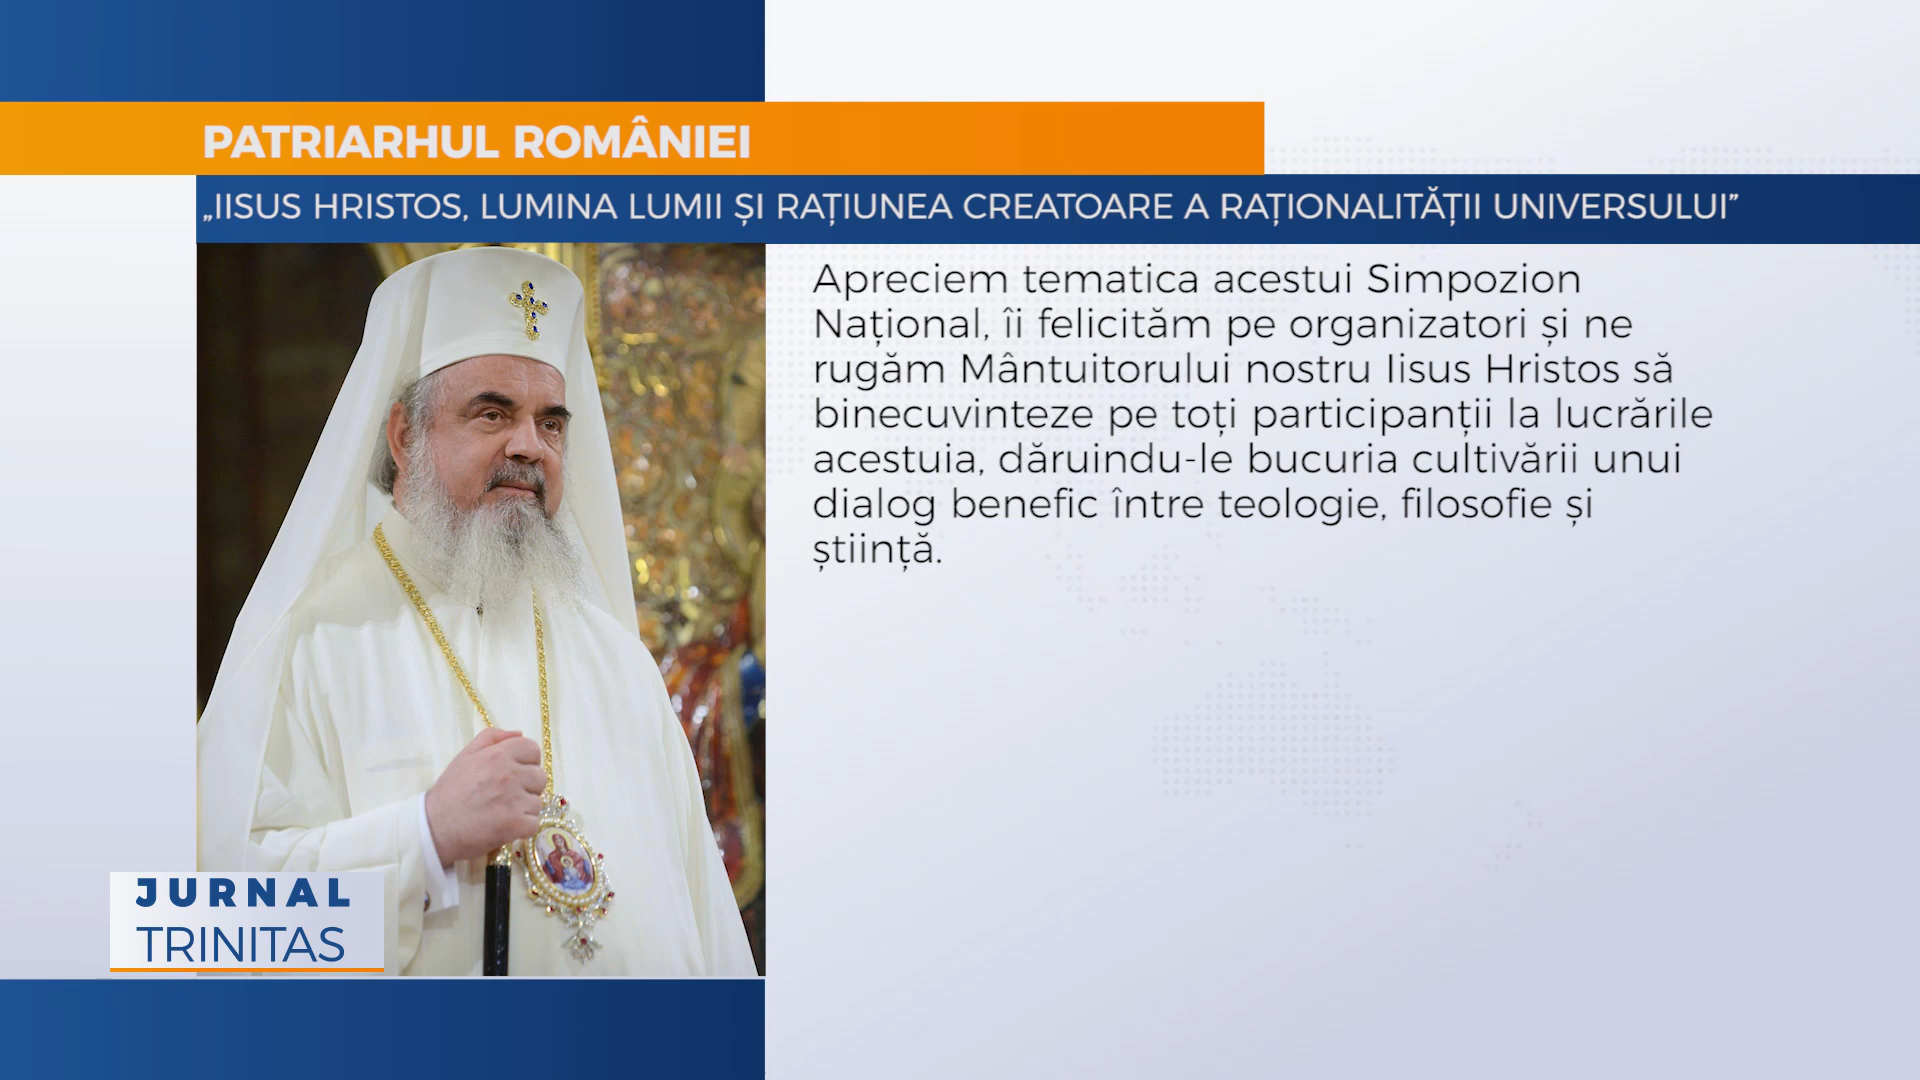 PATRIARHUL ROMÂNIEI
„IISUS HRISTOS, LUMINA LUMII ȘI RAȚIUNEA CREATOARE A RAȚIONALITĂȚII UNIVERSULUI”
Apreciem tematica acestui Simpozion
Național, îi felicităm pe organizatori și ne
rugăm Mântuitorului nostru Iisus Hristos să
binecuvinteze pe toți participanții la lucrările
acestuia, dăruindu-le bucuria cultivării unui
dialog benefic între teologie, filosofie și
știință.
JURNAL
TRINITAS